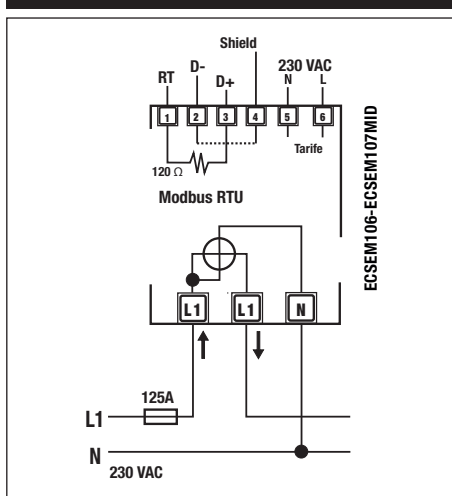 Shield
RT D- D+ 230 VAC
N L
1 2 3 4 5 6
Tarife
120 Ω
Modbus RTU
ECSEM106-ECSEM107MID
L1 L1 N
125A
L1
N
230 VAC